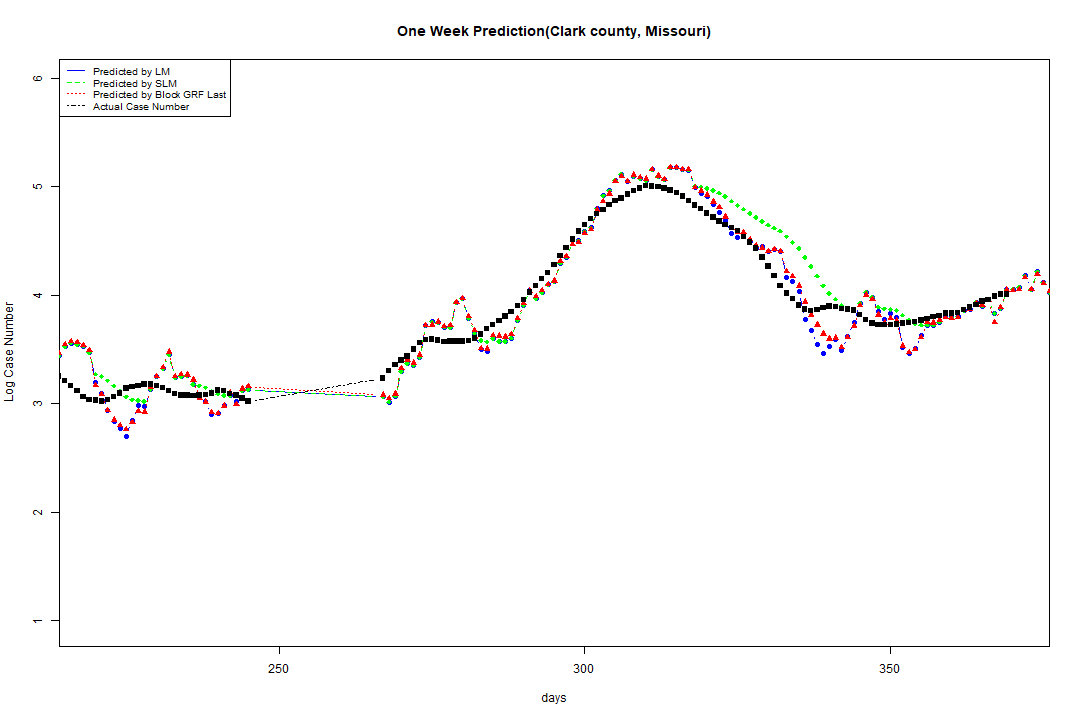 One Week Prediction(Clark county, Missouri)
Predicted by LM
Predicted by SLM
Predicted by Block GRF Last
Actual Case Number
Log Case Number
6
5
4
3
2
1
250
300
350
days